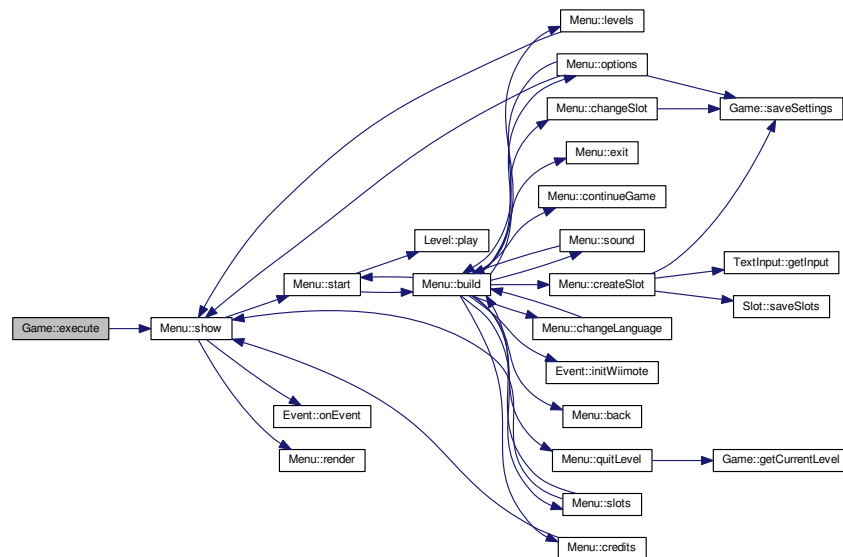 Game::execute
Menu::show
Menu::start
Event::onEvent
Menu::render
Level::play
Menu::build
Menu::levels
Menu::options
Menu::changeSlot
Menu::exit
Menu::continueGame
Menu::sound
Menu::createSlot
Menu::changeLanguage
Event::initWiimote
Menu::back
Menu::quitLevel
Menu::slots
Menu::credits
Game::saveSettings
TextInput::getInput
Slot::saveSlots
Game::getCurrentLevel